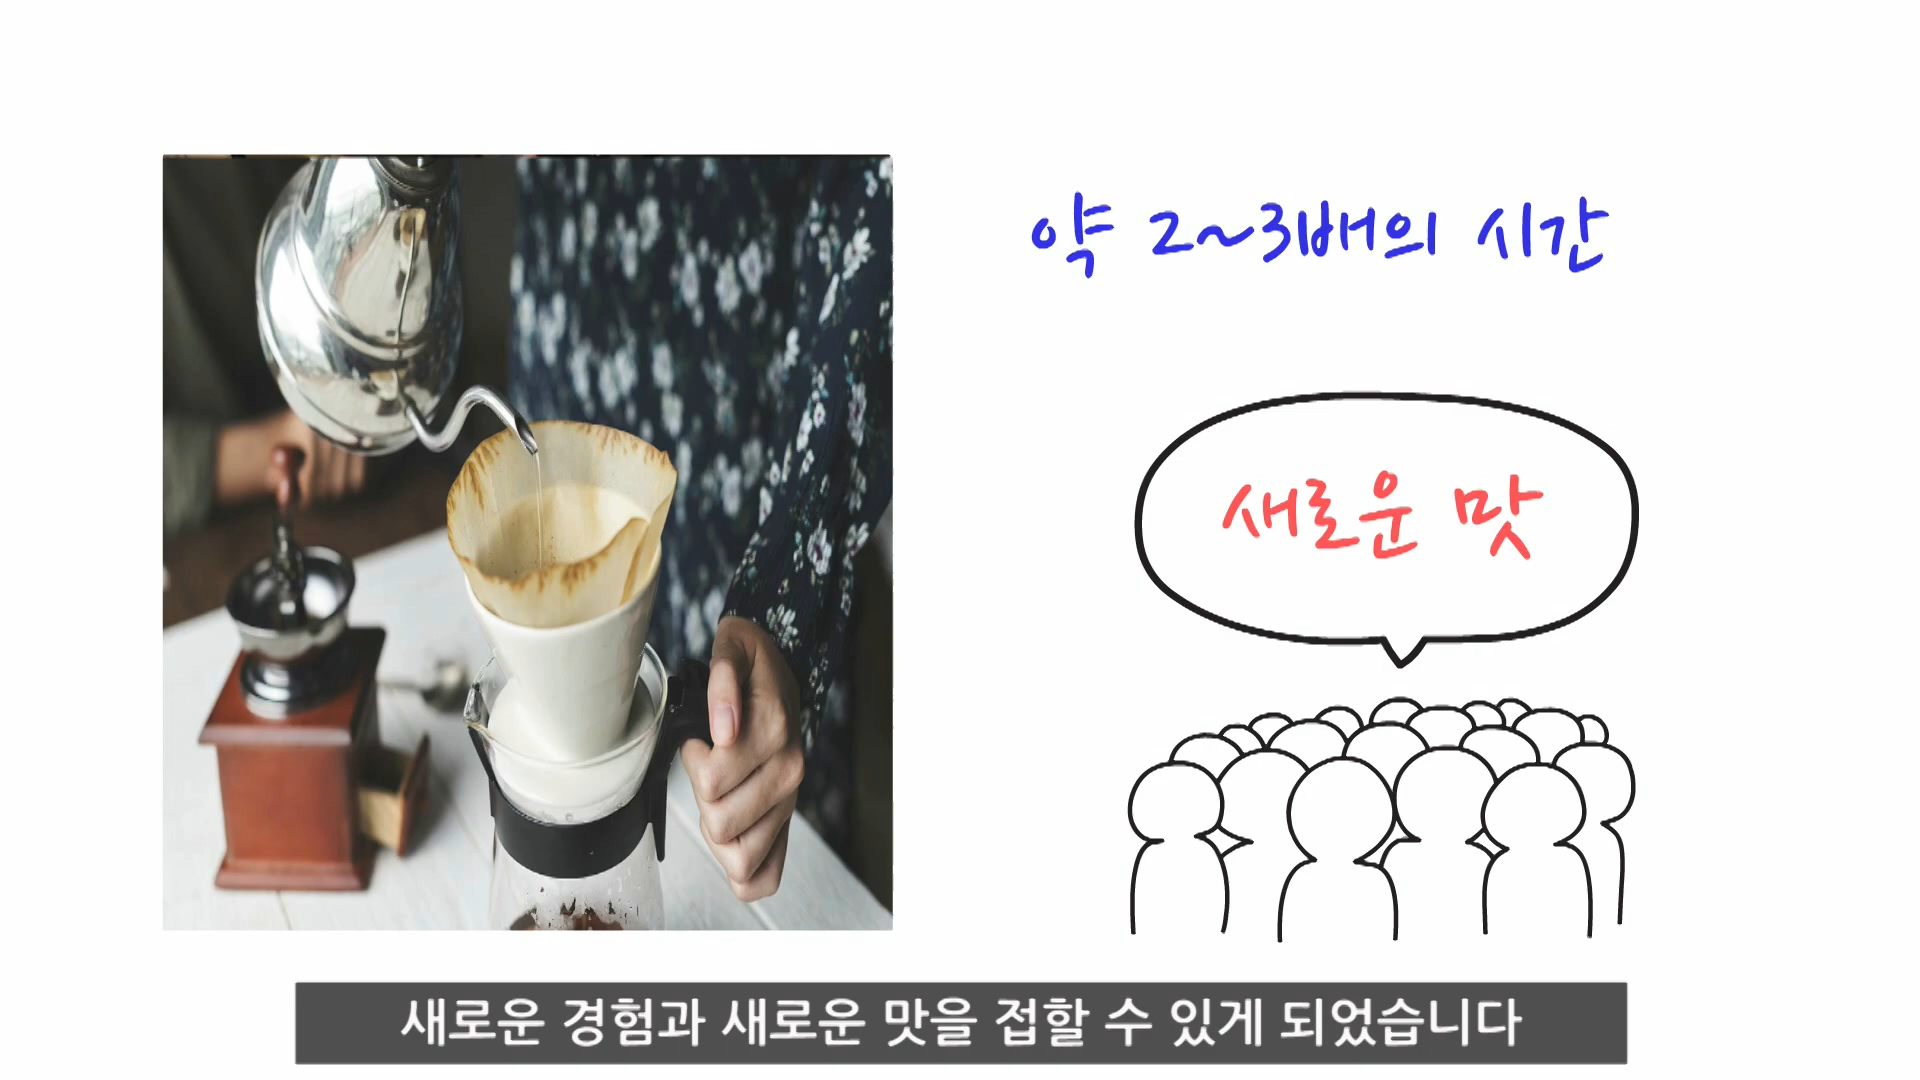 약 2~3배의 시간
새로운 맛
새로운 경험과 새로운 맛을 접할 수 있게 되었습니다